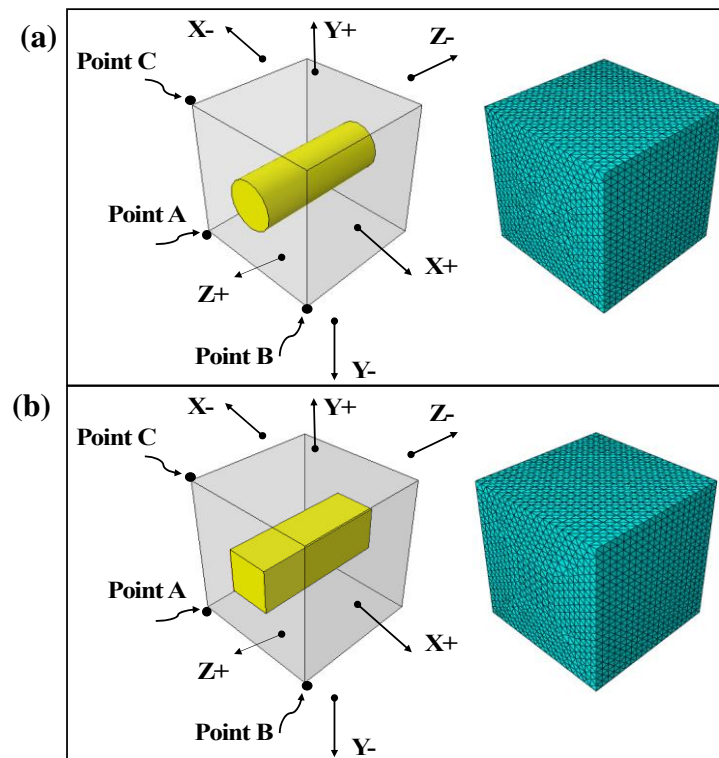 (a)
X-
Y+
Z-
Point C
Point A
Z+
X+
Point B
Y-
(b)
X-
Y+
Z-
Point C
Point A
Z+
X+
Point B
Y-